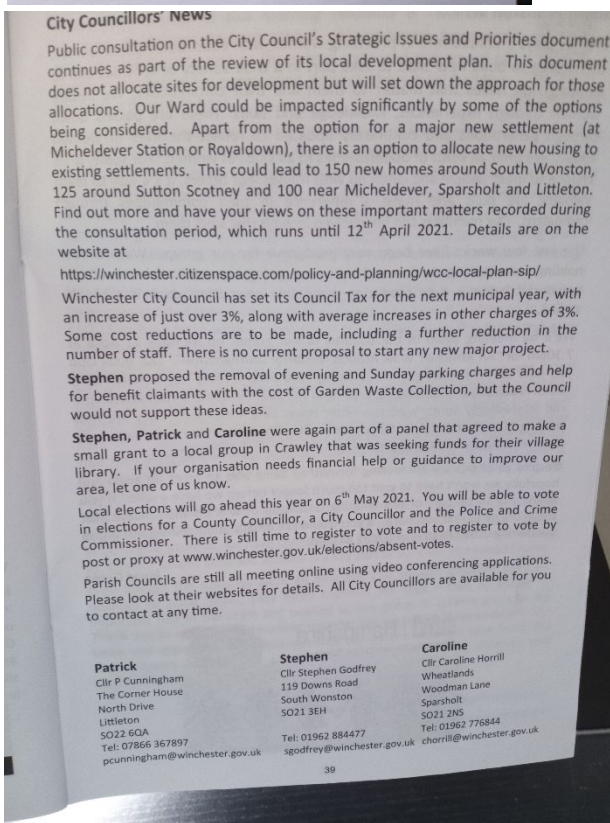 City Councillors' News
Public consultation on the City Council's Strategic Issues and Priorities document
continues as part of the review of its local development plan. This document
does not allocate sites for development but will set down the approach for those
allocations. Our Ward could be impacted significantly by some of the options
being considered. Apart from the option for a major new settlement (at
Micheldever Station or Royaldown), there is an option to allocate new housing to
existing settlements. This could lead to 150 new homes around South Wonston,
125 around Sutton Scotney and 100 near Micheldever, Sparsholt and Littleton.
Find out more and have your views on these important matters recorded during
the consultation period, which runs until 12th April 2021. Details are on the
website at
https://winchester.citizenspace.com/policy-and-planning/wcc-local-plan-sip/
Winchester City Council has set its Council Tax for the next municipal year, with
an increase of just over 3%, along with average increases in other charges of 3%.
Some cost reductions are to be made, including a further reduction in the
number of staff. There is no current proposal to start any new major project.
Stephen proposed the removal of evening and Sunday parking charges and help
for benefit claimants with the cost of Garden Waste Collection, but the Council
would not support these ideas.
Stephen, Patrick and Caroline were again part of a panel that agreed to make a
small grant to a local group in Crawley that was seeking funds for their village
library. If your organisation needs financial help or guidance to improve our
area, let one of us know.
Local elections will go ahead this year on 6th May 2021. You will be able to vote
in elections for a County Councillor, a City Councillor and the Police and Crime
Commissioner. There is still time to register to vote and to register to vote by
post or proxy at www.winchester.gov.uk/elections/absent-votes.
Parish Councils are still all meeting online using video conferencing applications.
Please look at their websites for details. All City Councillors are available for you
to contact at any time.
Patrick
Cllr P Cunningham
The Corner House
North Drive
Littleton
SO22 6QA
Tel: 07866 367897
pcunningham@winchester.gov.uk
Stephen
Cllr Stephen Godfrey
119 Downs Road
South Wonston
SO21 3EH
Tel: 01962 884477
sgodfrey@winchester.gov.uk
Caroline
Cllr Caroline Horrill
Wheatlands
Woodman Lane
Sparsholt
SO21 2NS
Tel: 01962 776844
chorrill@winchester.gov.uk
39